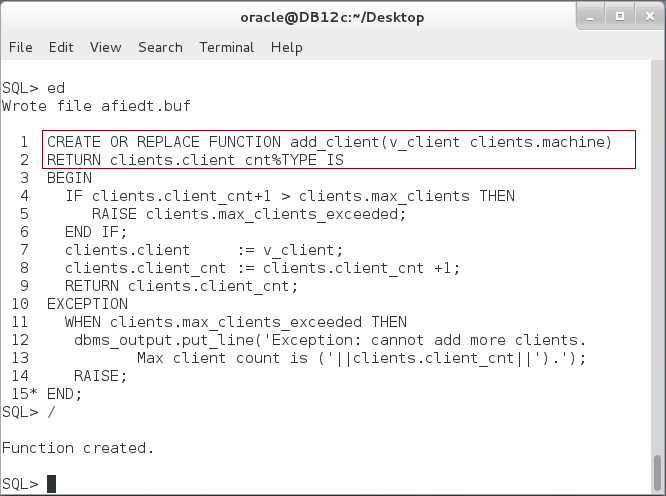 oracle@DB12c:~/Desktop
File Edit View Search Terminal Help
SQL> ed
Wrote file afiedt.buf
1 CREATE OR REPLACE FUNCTION add_client(v_client clients.machine)
2 RETURN clients.client_cnt%TYPE IS
3 BEGIN
4 IF clients.client_cnt+1 > clients.max_clients THEN
5 RAISE clients.max_clients_exceeded;
6 END IF;
7 clients.client := v_client;
8 clients.client_cnt := clients.client_cnt +1;
9 RETURN clients.client_cnt;
10 EXCEPTION
11 WHEN clients.max_clients_exceeded THEN
12 dbms_output.put_line('Exception: cannot add more clients.
13 Max client count is ('||clients.client_cnt||').');
14 RAISE;
15* END;
SQL> /
Function created.
SQL>